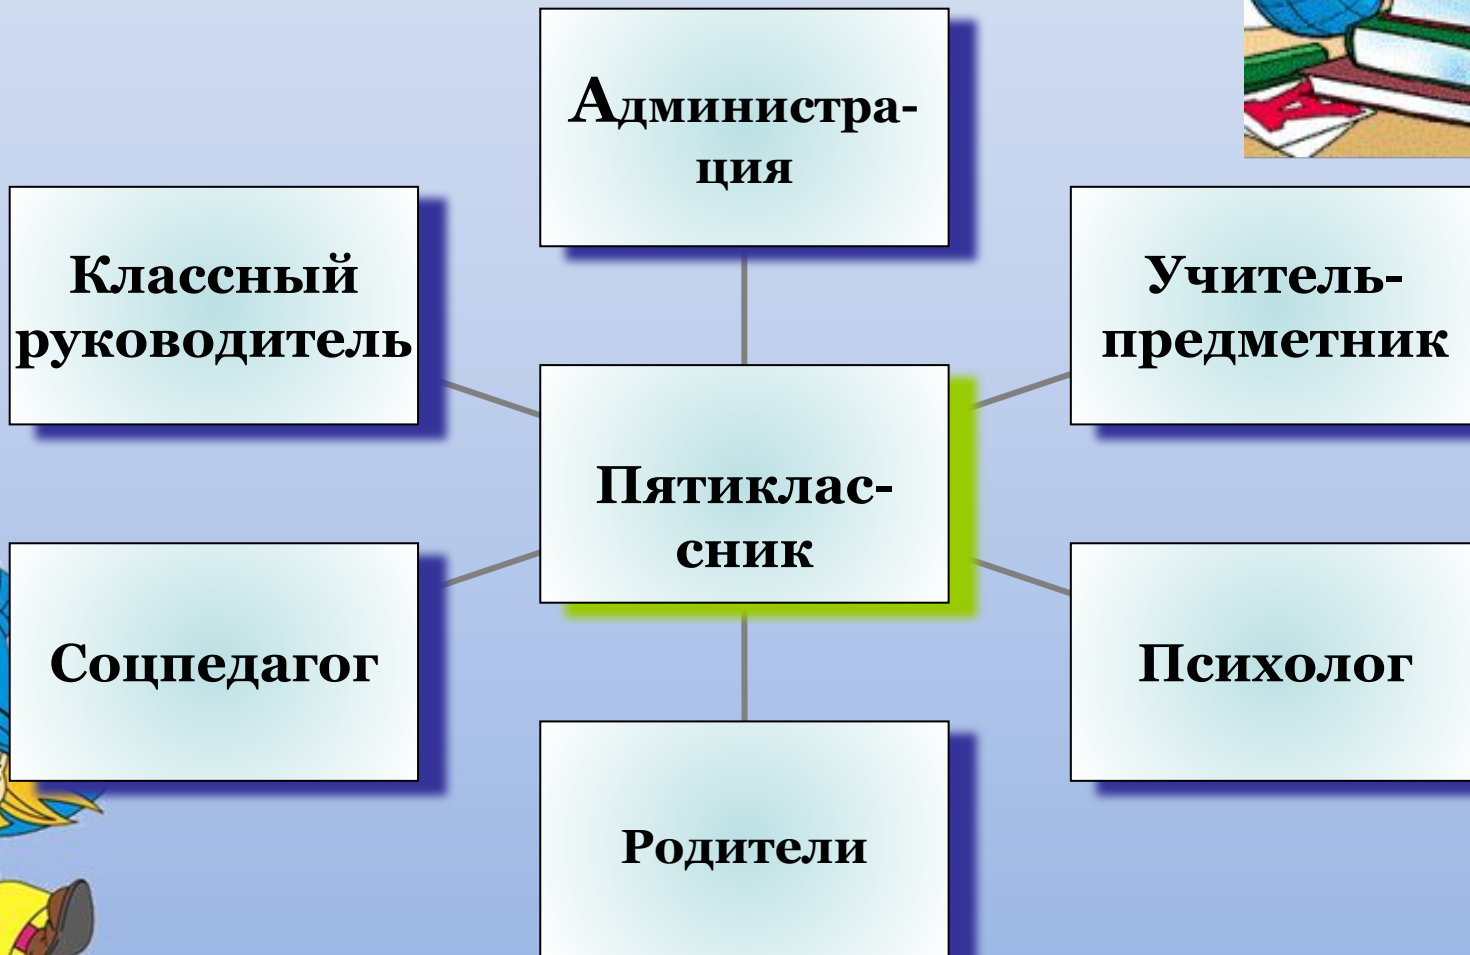 Администра-
ция
Классный
руководитель
Учитель-
предметник
Пятиклас-
сник
Соцпедагог
Психолог
Родители